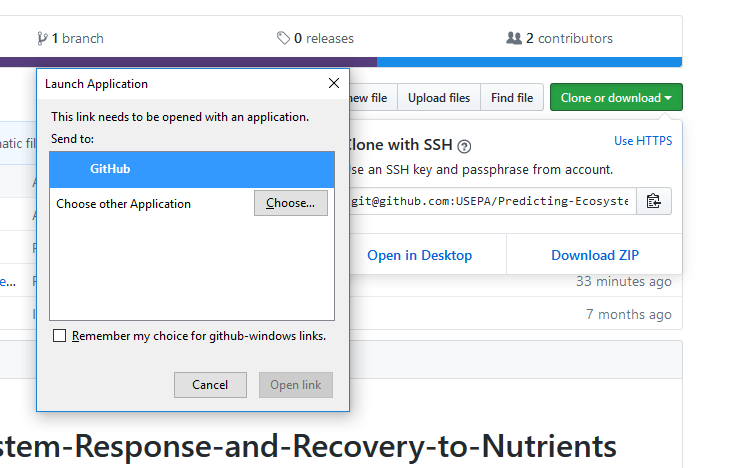 1 branch
0 releases
2 contributors
Launch Application
This link needs to be opened with an application.
Send to:
GitHub
Choose other Application
Choose...
Remember my choice for github-windows links.
Cancel
Open link
new file
Upload files
Find file
Clone or download
Clone with SSH
Use HTTPS
Use an SSH key and passphrase from account.
git@github.com:USEPA/Predicting-Ecosyste
Open in Desktop
Download ZIP
33 minutes ago
7 months ago
stem-Response-and-Recovery-to-Nutrients